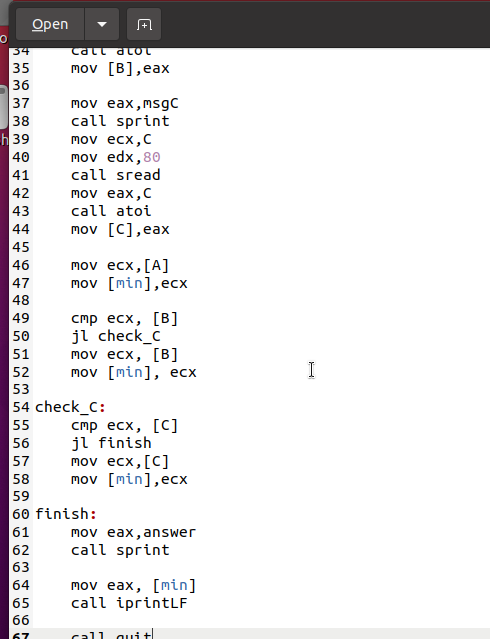 Open
34 call atoi
35 mov [B],eax
36
37 mov eax,msgC
38 call sprint
39 mov ecx,C
40 mov edx,80
41 call sread
42 mov eax,C
43 call atoi
44 mov [C],eax
45
46 mov ecx,[A]
47 mov [min],ecx
48
49 cmp ecx, [B]
50 jl check_C
51 mov ecx, [B]
52 mov [min], ecx
53
54 check_C:
55 cmp ecx, [C]
56 jl finish
57 mov ecx,[C]
58 mov [min],ecx
59
60 finish:
61 mov eax,answer
62 call sprint
63
64 mov eax, [min]
65 call iprintLF
66
67 call quit